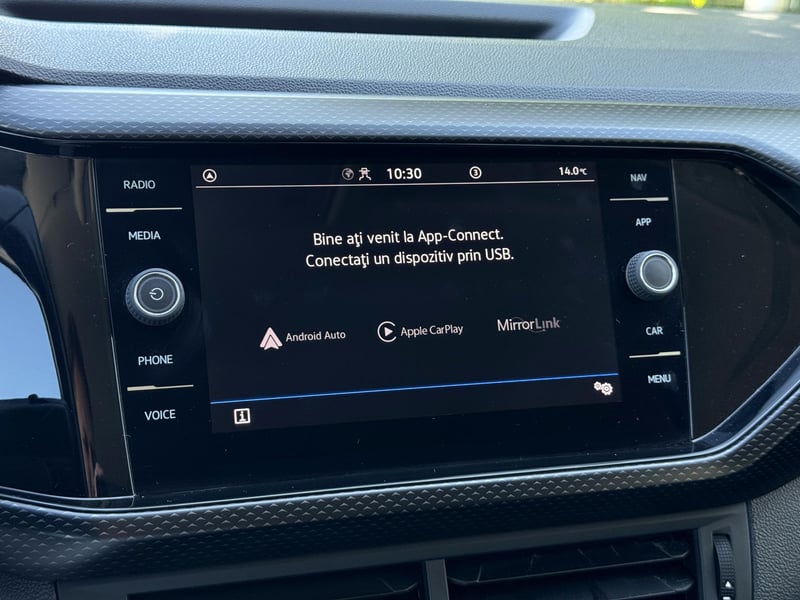 RADIO
MEDIA
PHONE
VOICE
10:30
3
14.0°C
Bine aţi venit la App-Connect.
Conectaţi un dispozitiv prin USB.
Android Auto
Apple CarPlay
MirrorLink
i
NAV
APP
CAR
MENU